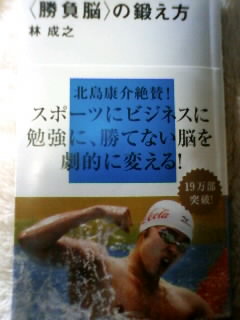 〈勝負脳〉の鍛え方
林 成之
北島康介絶賛!
スポーツにビジネスに
勉強に、勝てない脳を
劇的に変える!
19万部
突破!